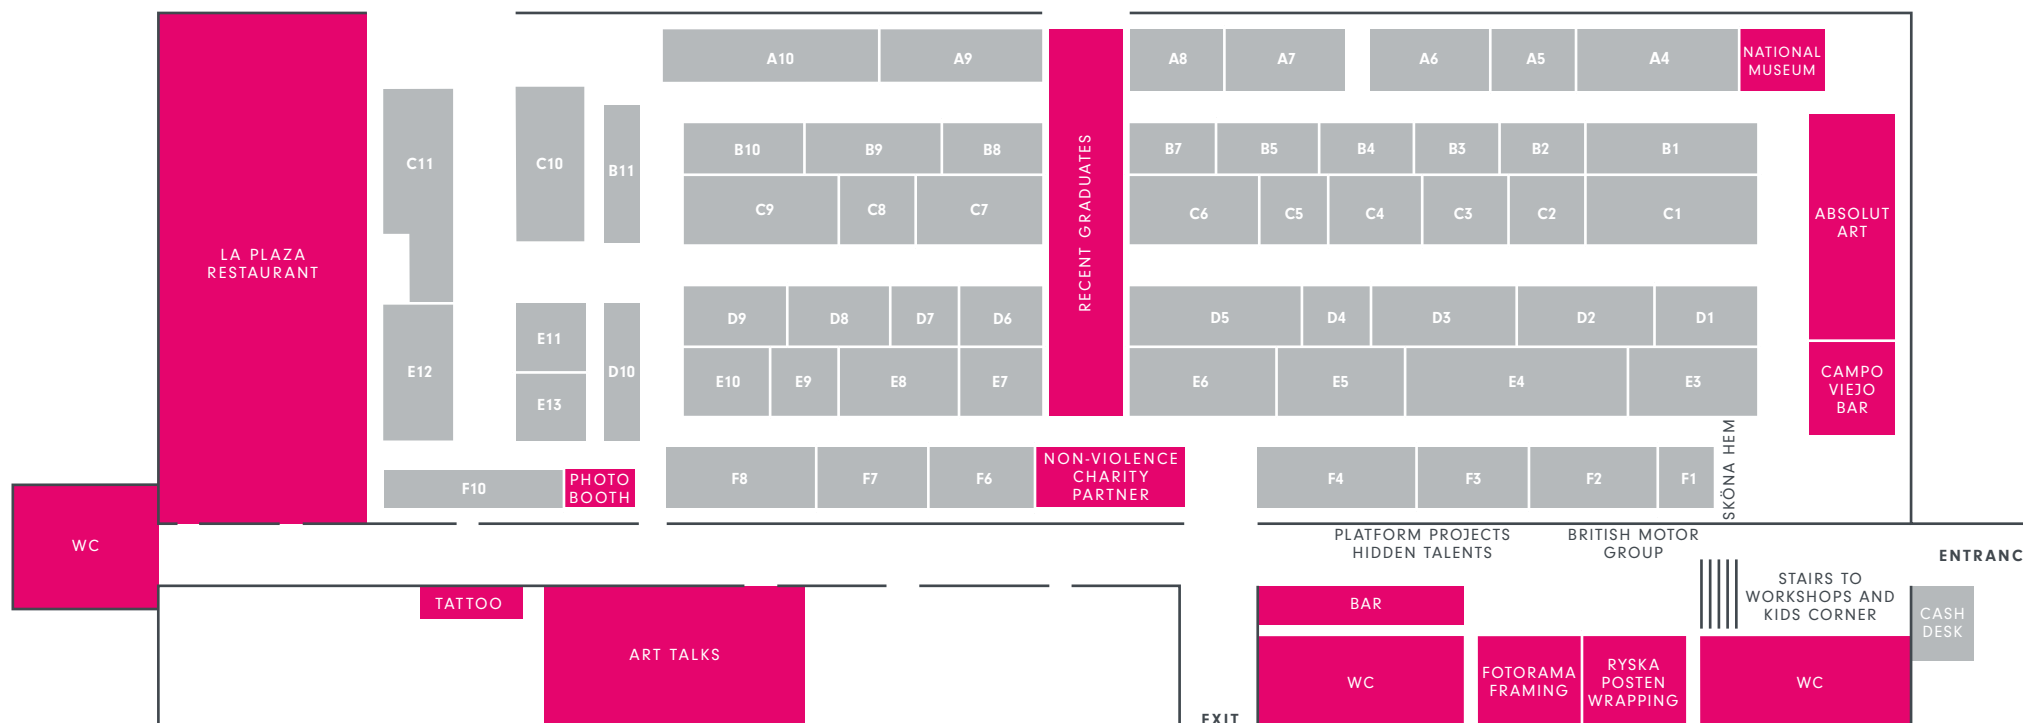 A10
A9
A8
A7
A6
A5
A4
NATIONAL
MUSEUM
C11
C10
B11
B10
B9
B8
B7
B5
B4
B3
B2
B1
C9
C8
C7
C6
C5
C4
C3
C2
C1
RECENT GRADUATES
ABSOLUT
ART
LA PLAZA
RESTAURANT
E12
E11
E13
D10
D9
D8
D7
D6
D5
D4
D3
D2
D1
E10
E9
E8
E7
E6
E5
E4
E3
CAMPO
VIEJO
BAR
F10
PHOTO
BOOTH
F8
F7
F6
NON-VIOLENCE
CHARITY
PARTNER
F4
F3
F2
F1
SKÖNA HEM
WC
PLATFORM PROJECTS
HIDDEN TALENTS
BRITISH MOTOR
GROUP
ENTRANC
STAIRS TO
WORKSHOPS AND
KIDS CORNER
CASH
DESK
TATTOO
ART TALKS
BAR
WC
FOTORAMA
FRAMING
RYSKA
POSTEN
WRAPPING
WC
EXIT